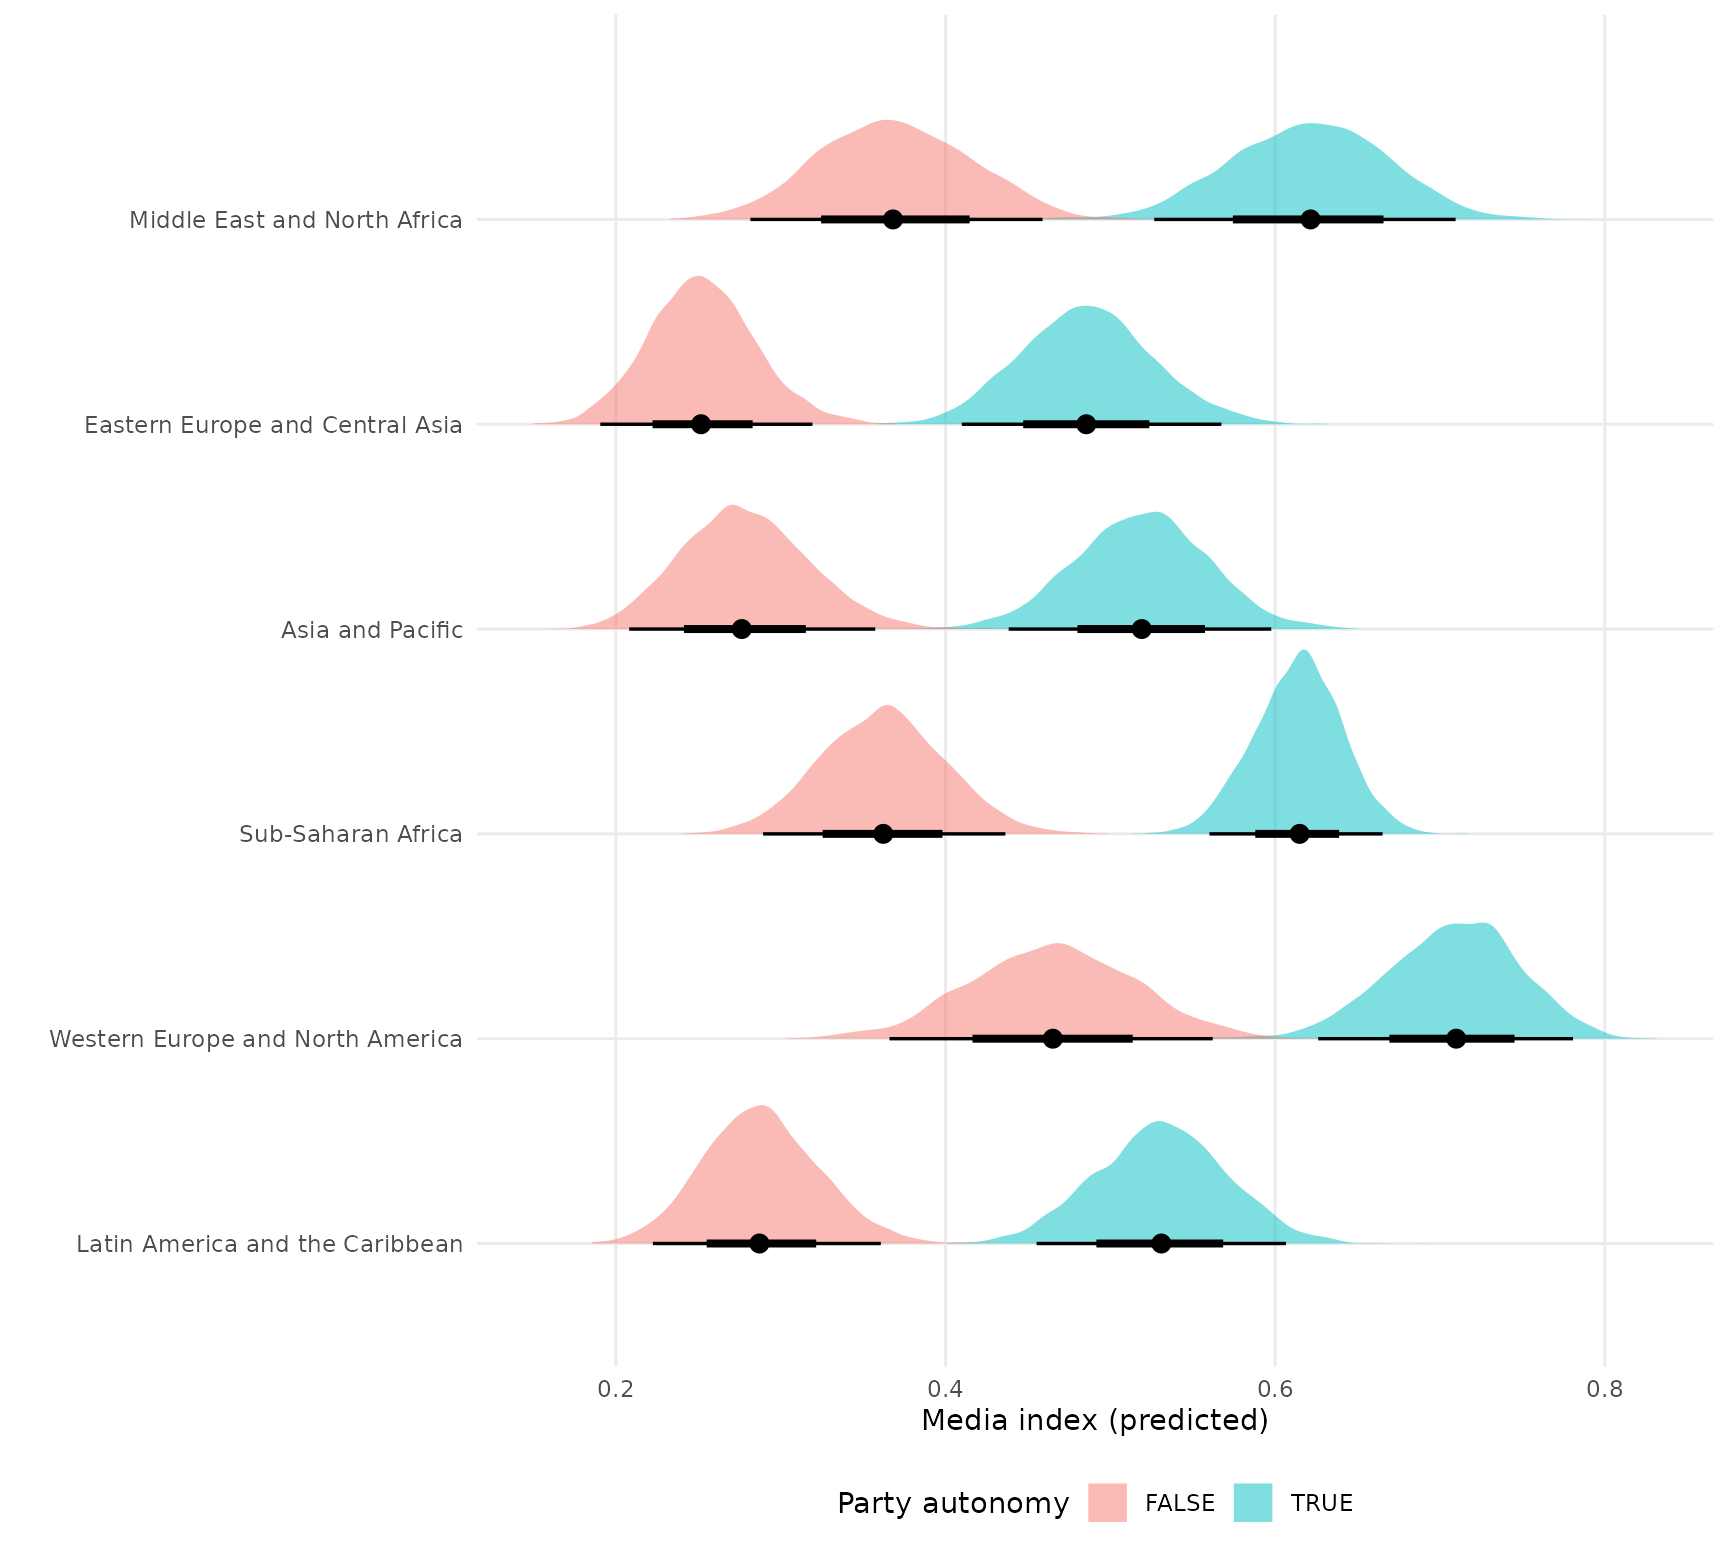 Middle East and North Africa
Eastern Europe and Central Asia
Asia and Pacific
Sub-Saharan Africa
Western Europe and North America
Latin America and the Caribbean
0.2 0.4 0.6 0.8
Media index (predicted)
Party autonomy FALSE TRUE